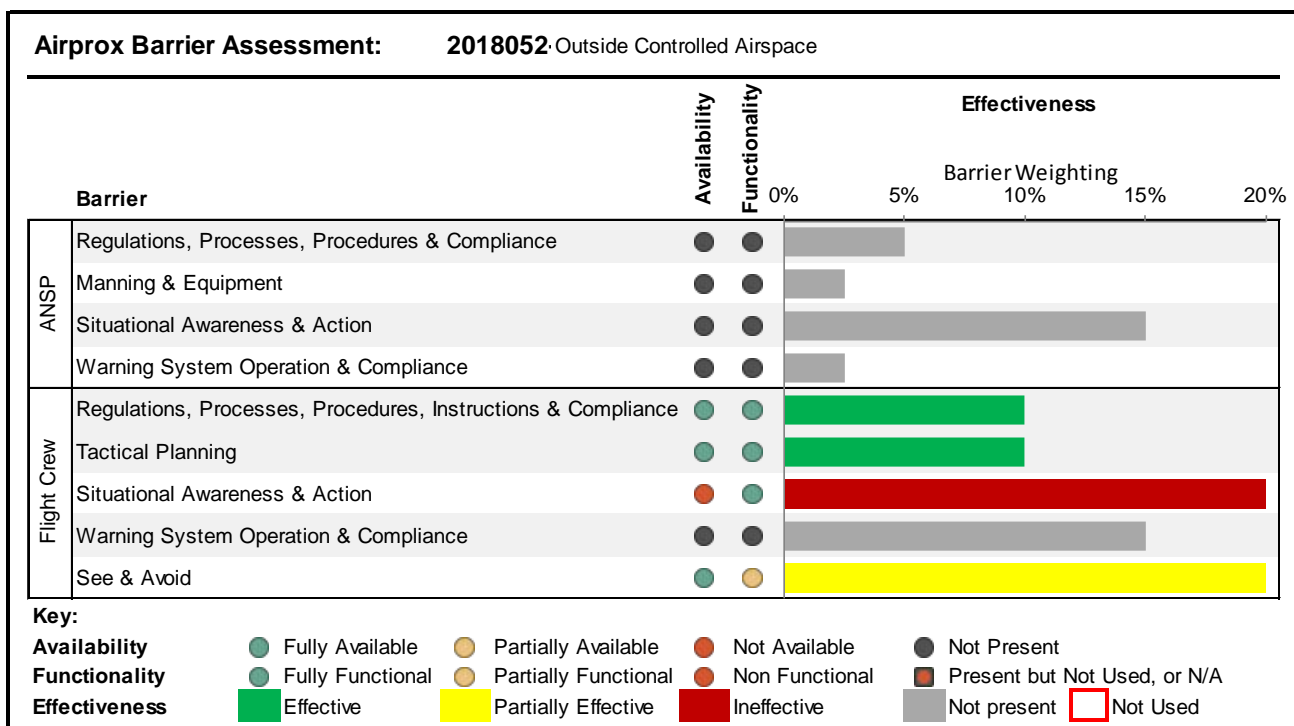 Airprox Barrier Assessment: 2018052 Outside Controlled Airspace
Availability Functionality Effectiveness
Barrier Weighting
Barrier 0% 5% 10% 15% 20%
ANSP
Regulations, Processes, Procedures & Compliance
Manning & Equipment
Situational Awareness & Action
Warning System Operation & Compliance
Flight Crew
Regulations, Processes, Procedures, Instructions & Compliance
Tactical Planning
Situational Awareness & Action
Warning System Operation & Compliance
See & Avoid
Key:
Availability Fully Available Partially Available Not Available Not Present
Functionality Fully Functional Partially Functional Non Functional Present but Not Used, or N/A
Effectiveness Effective Partially Effective Ineffective Not present Not Used